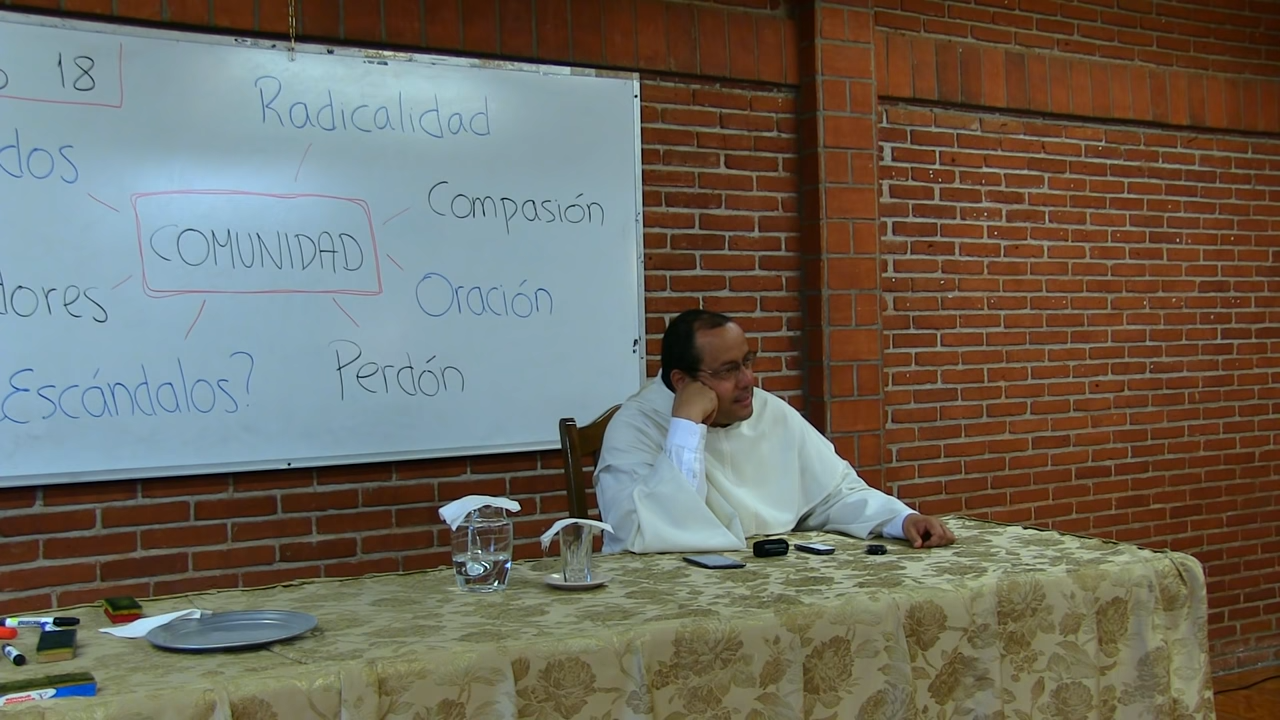 18
Radicalidad
dos
Compasión
COMUNIDAD
Oración
dores
Perdón
¿Escándalos?